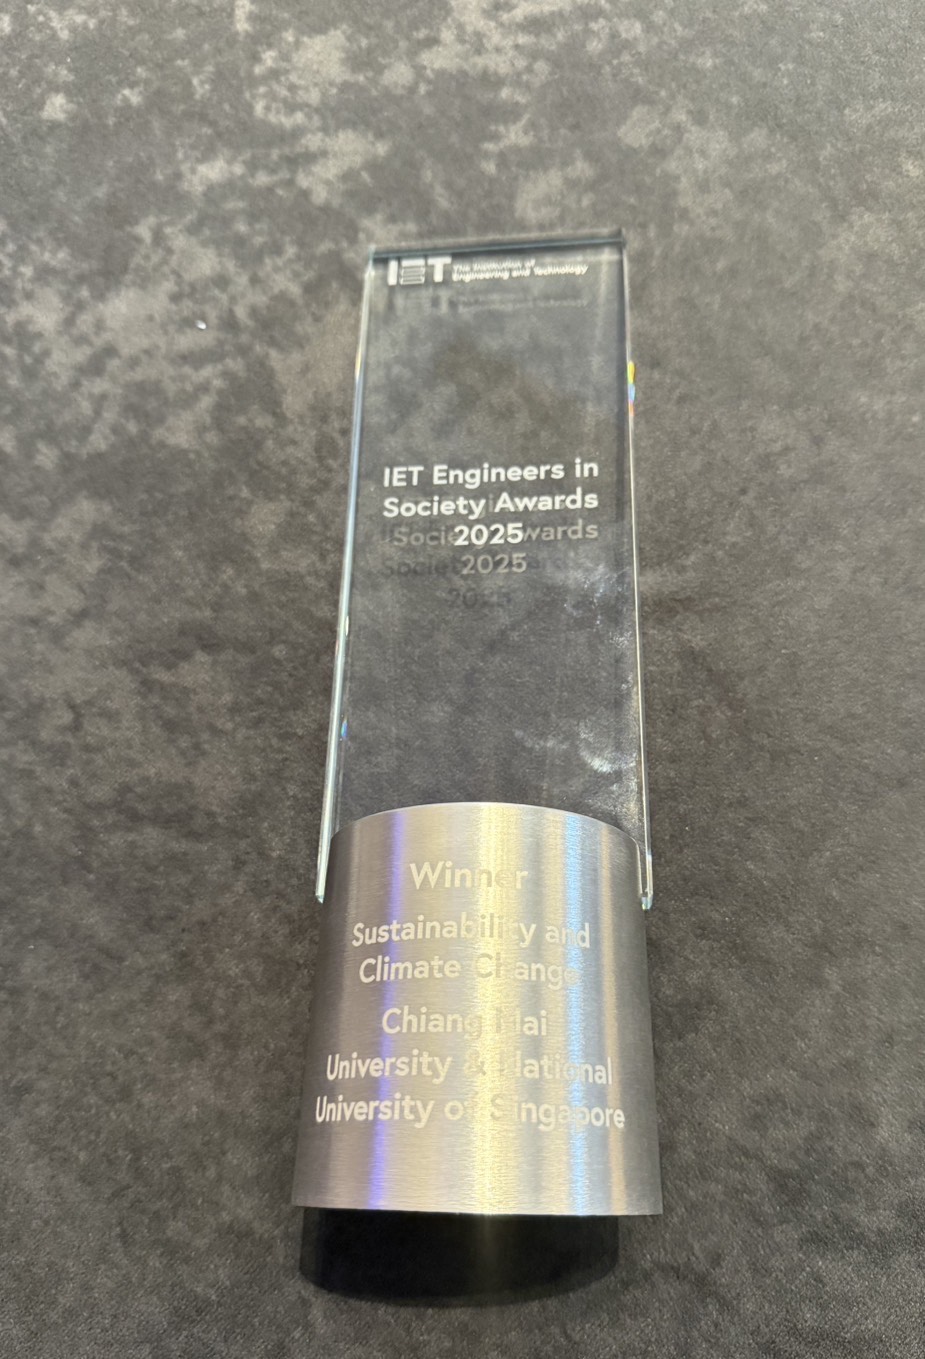 IET The Institution of
Engineering and Technology
IET Engineers in
Society Awards
2025
Winner
Sustainability and
Climate Change
Chiang Mai
University & National
University of Singapore